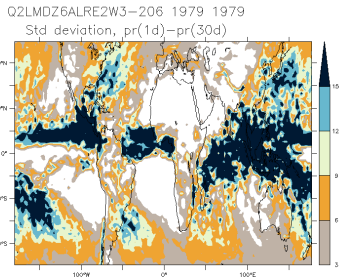 Q2LMDZ6ALRE2W3-206 1979 1979
Std deviation, pr(1d)-pr(30d)
15
12
9
6
3
0°
100°W
0°
100°E